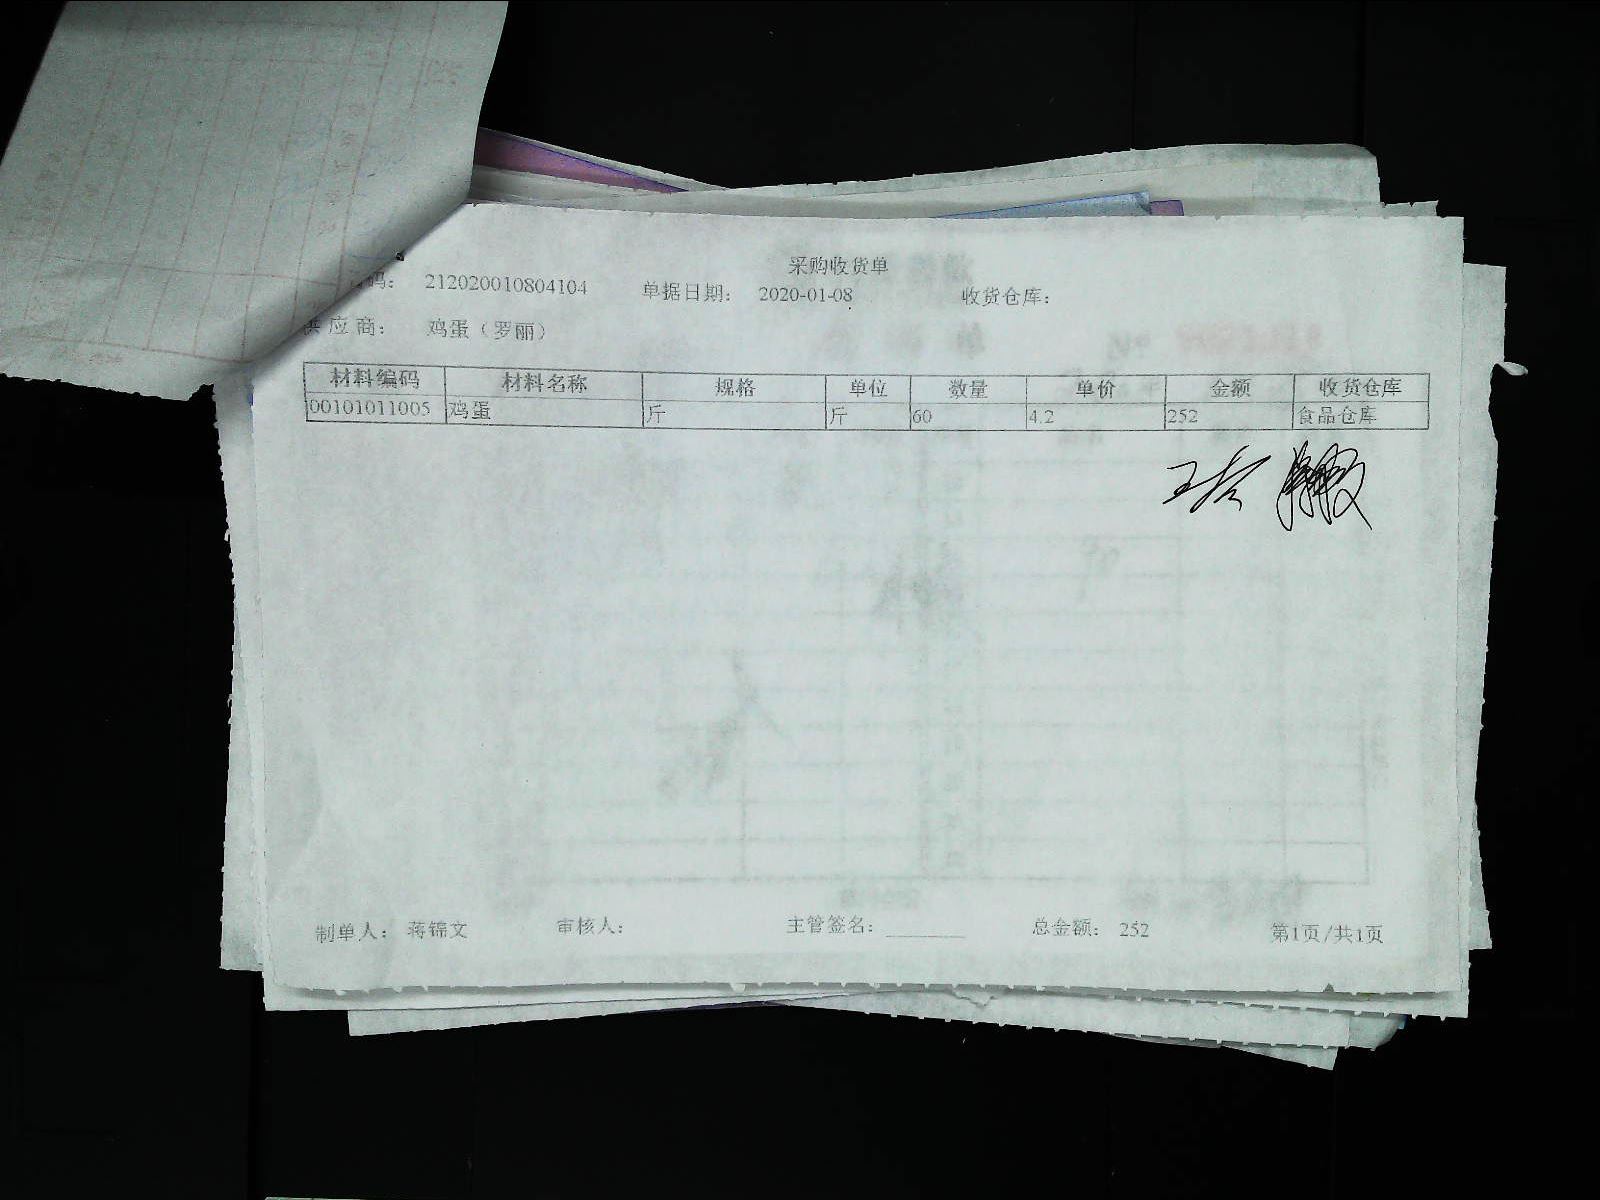 采购收货单
码： 212020010804104 单据日期： 2020-01-08 收货仓库：
供应商： 鸡蛋（罗丽）
材料编码 材料名称 规格 单位 数量 单价 金额 收货仓库
00101011005 鸡蛋 斤 斤 60 4.2 252 食品仓库
制单人： 蒋锦文 审核人： 主管签名： 总金额： 252 第1页/共1页